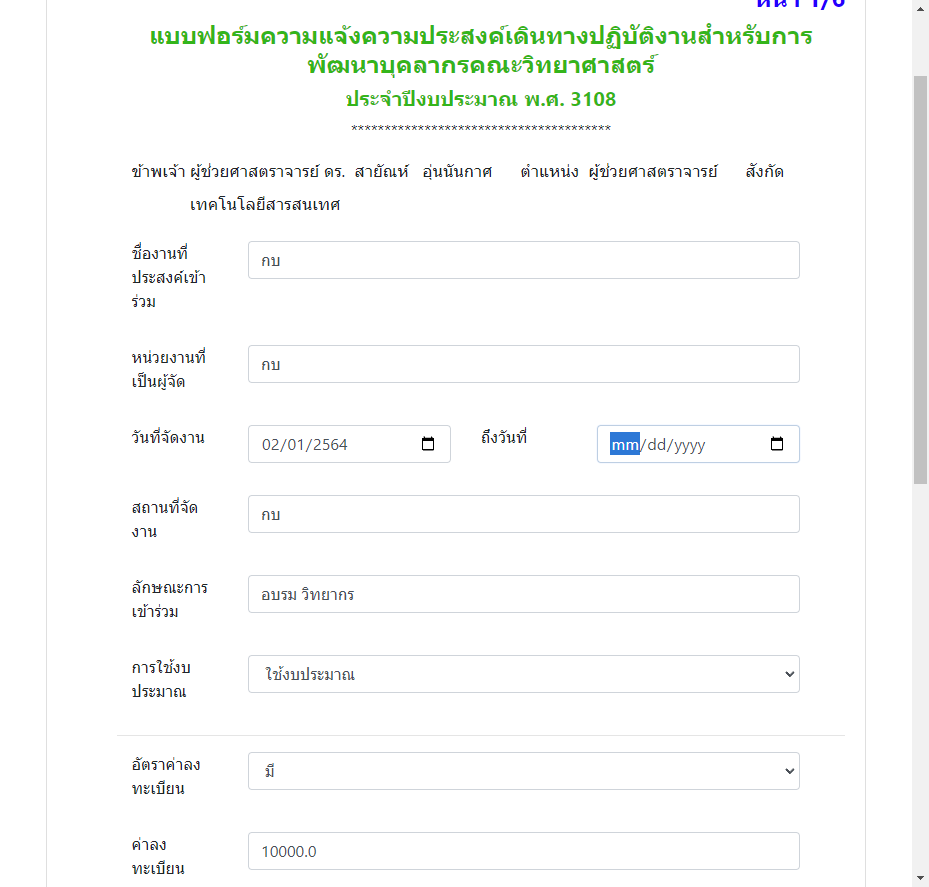 หน้า 1/6
แบบฟอร์มความแจ้งความประสงค์เดินทางปฏิบัติงานสำหรับการ
พัฒนาบุคลากรคณะวิทยาศาสตร์
ประจำปีงบประมาณ พ.ศ. 3108
***************************************
ข้าพเจ้า ผู้ช่วยศาสตราจารย์ ดร. สายัณห์ อุ่นนันกาศ ตำแหน่ง ผู้ช่วยศาสตราจารย์ สังกัด
เทคโนโลยีสารสนเทศ
ชื่องานที่
ประสงค์เข้า
ร่วม
กบ
หน่วยงานที่
เป็นผู้จัด
กบ
วันที่จัดงาน 02/01/2564 ถึงวันที่ mm/dd/yyyy
สถานที่จัด
งาน
กบ
ลักษณะการ
เข้าร่วม
อบรม วิทยากร
การใช้งบ
ประมาณ
ใช้งบประมาณ
อัตราค่าลง
ทะเบียน
มี
ค่าลง
ทะเบียน
10000.0